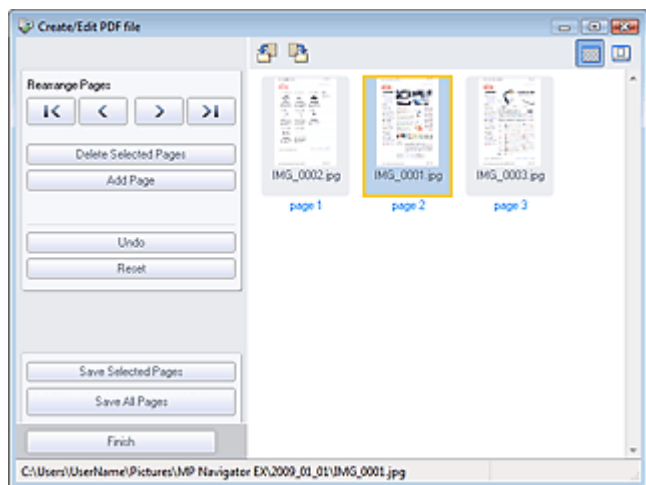 Create/Edit PDF file
Rearrange Pages
Delete Selected Pages
Add Page
Undo
Reset
Save Selected Pages
Save All Pages
Finish
IMG_0002.jpg
IMG_0001.jpg
IMG_0003.jpg
page 1
page 2
page 3
C:\Users\UserName\Pictures\MP Navigator EX\2009_01_01\IMG_0001.jpg